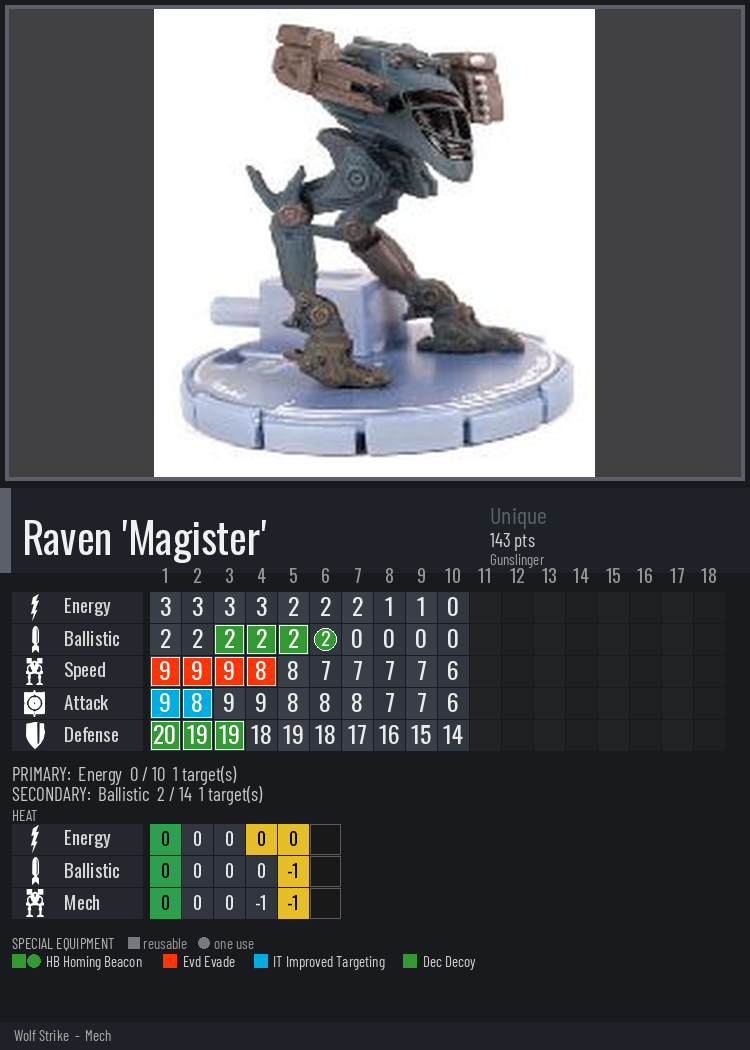 Raven 'Magister'
Unique
143 pts
Gunslinger
1 2 3 4 5 6 7 8 9 10 11 12 13 14 15 16 17 18
Energy 3 3 3 3 2 2 2 1 1 0
Ballistic 2 2 2 2 2 2 0 0 0 0
Speed 9 9 9 8 8 7 7 7 7 6
Attack 9 8 9 9 8 8 8 7 7 6
Defense 20 19 19 18 19 18 17 16 15 14
PRIMARY: Energy 0 / 10 1 target(s)
SECONDARY: Ballistic 2 / 14 1 target(s)
HEAT
Energy 0 0 0 0 0
Ballistic 0 0 0 0 -1
Mech 0 0 0 -1 -1
SPECIAL EQUIPMENT reusable one use
HB Homing Beacon Evd Evade IT Improved Targeting Dec Decoy
Wolf Strike - Mech